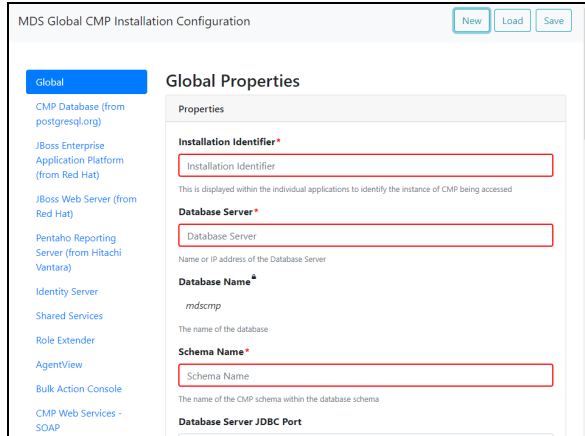 MDS Global CMP Installation Configuration
New
Load
Save
Global
CMP Database (from
postgresql.org)
JBoss Enterprise
Application Platform
(from Red Hat)
JBoss Web Server (from
Red Hat)
Pentaho Reporting
Server (from Hitachi
Vantara)
Identity Server
Shared Services
Role Extender
AgentView
Bulk Action Console
CMP Web Services -
SOAP
Global Properties
Properties
Installation Identifier*
Installation Identifier
This is displayed within the individual applications to identify the instance of CMP being accessed
Database Server*
Database Server
Name or IP address of the Database Server
Database Name
mdscmp
The name of the database
Schema Name*
Schema Name
The name of the CMP schema within the database schema
Database Server JDBC Port